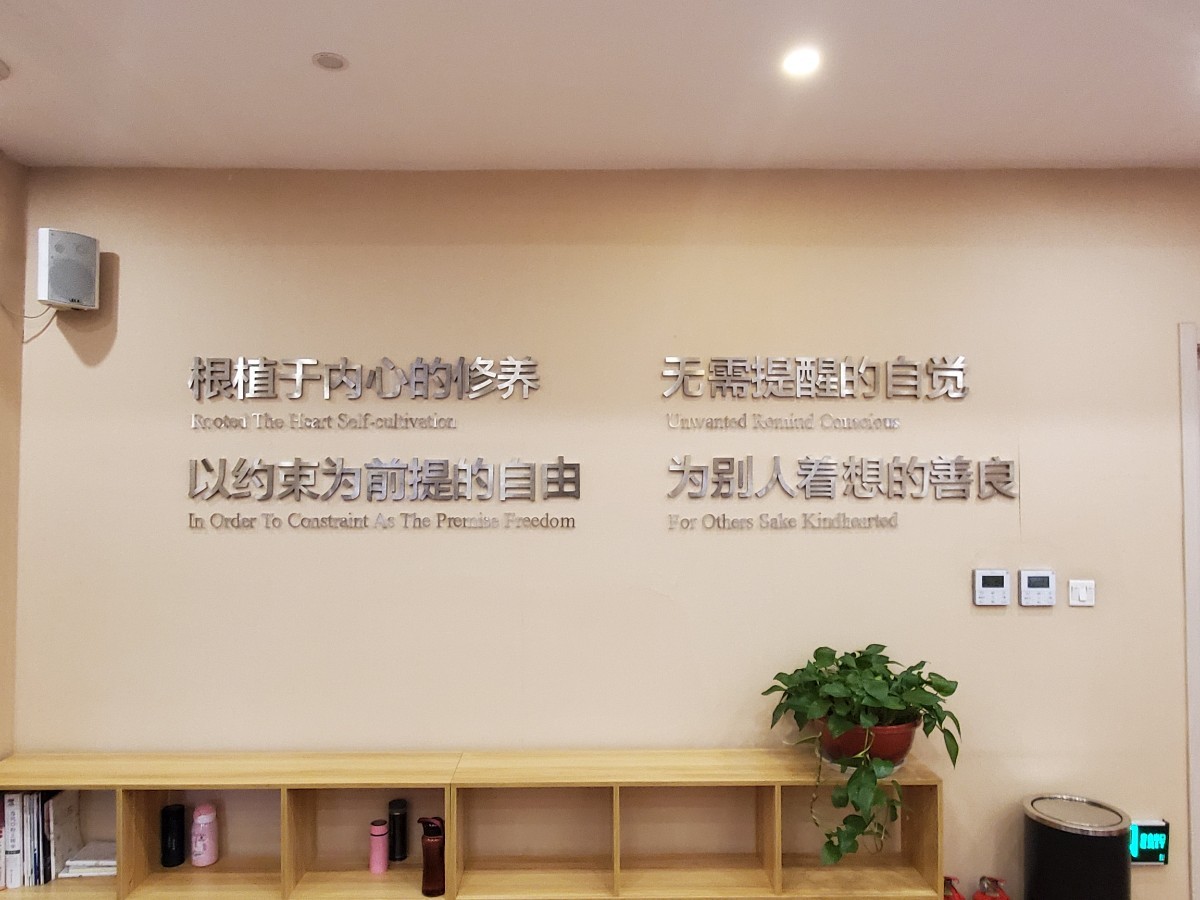 根植于内心的修养
Rooted The Heart Self-cultivation
以约束为前提的自由
In Order To Constraint As The Premise Freedom
无需提醒的自觉
Unwanted Remind Conscious
为别人着想的善良
For Others Sake Kindhearted